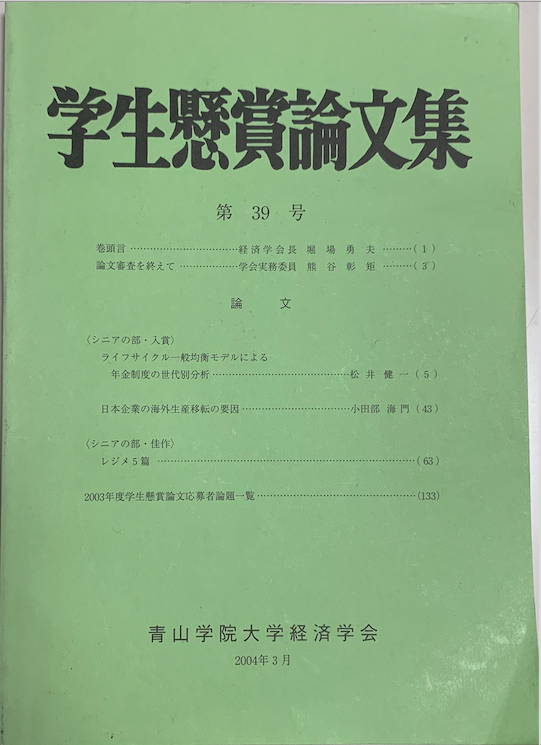 学生懸賞論文集
第 39 号
巻頭言 ………………………………経済学会長 堀 場 勇 夫 ………( 1 )
論文審査を終えて ………………学会実務委員 熊 谷 彰 矩 ………( 3 )
論 文
〈シニアの部・入賞〉
ライフサイクル一般均衡モデルによる
年金制度の世代別分析………………………………………松 井 健 一 ( 5 )
日本企業の海外生産移転の要因………………………………小田部 海 門 ( 43 )
〈シニアの部・佳作〉
レジメ5篇 …………………………………………………………………………( 63 )
2003年度学生懸賞論文応募者論題一覧……………………………………………(133)
青山学院大学経済学会
2004年3月